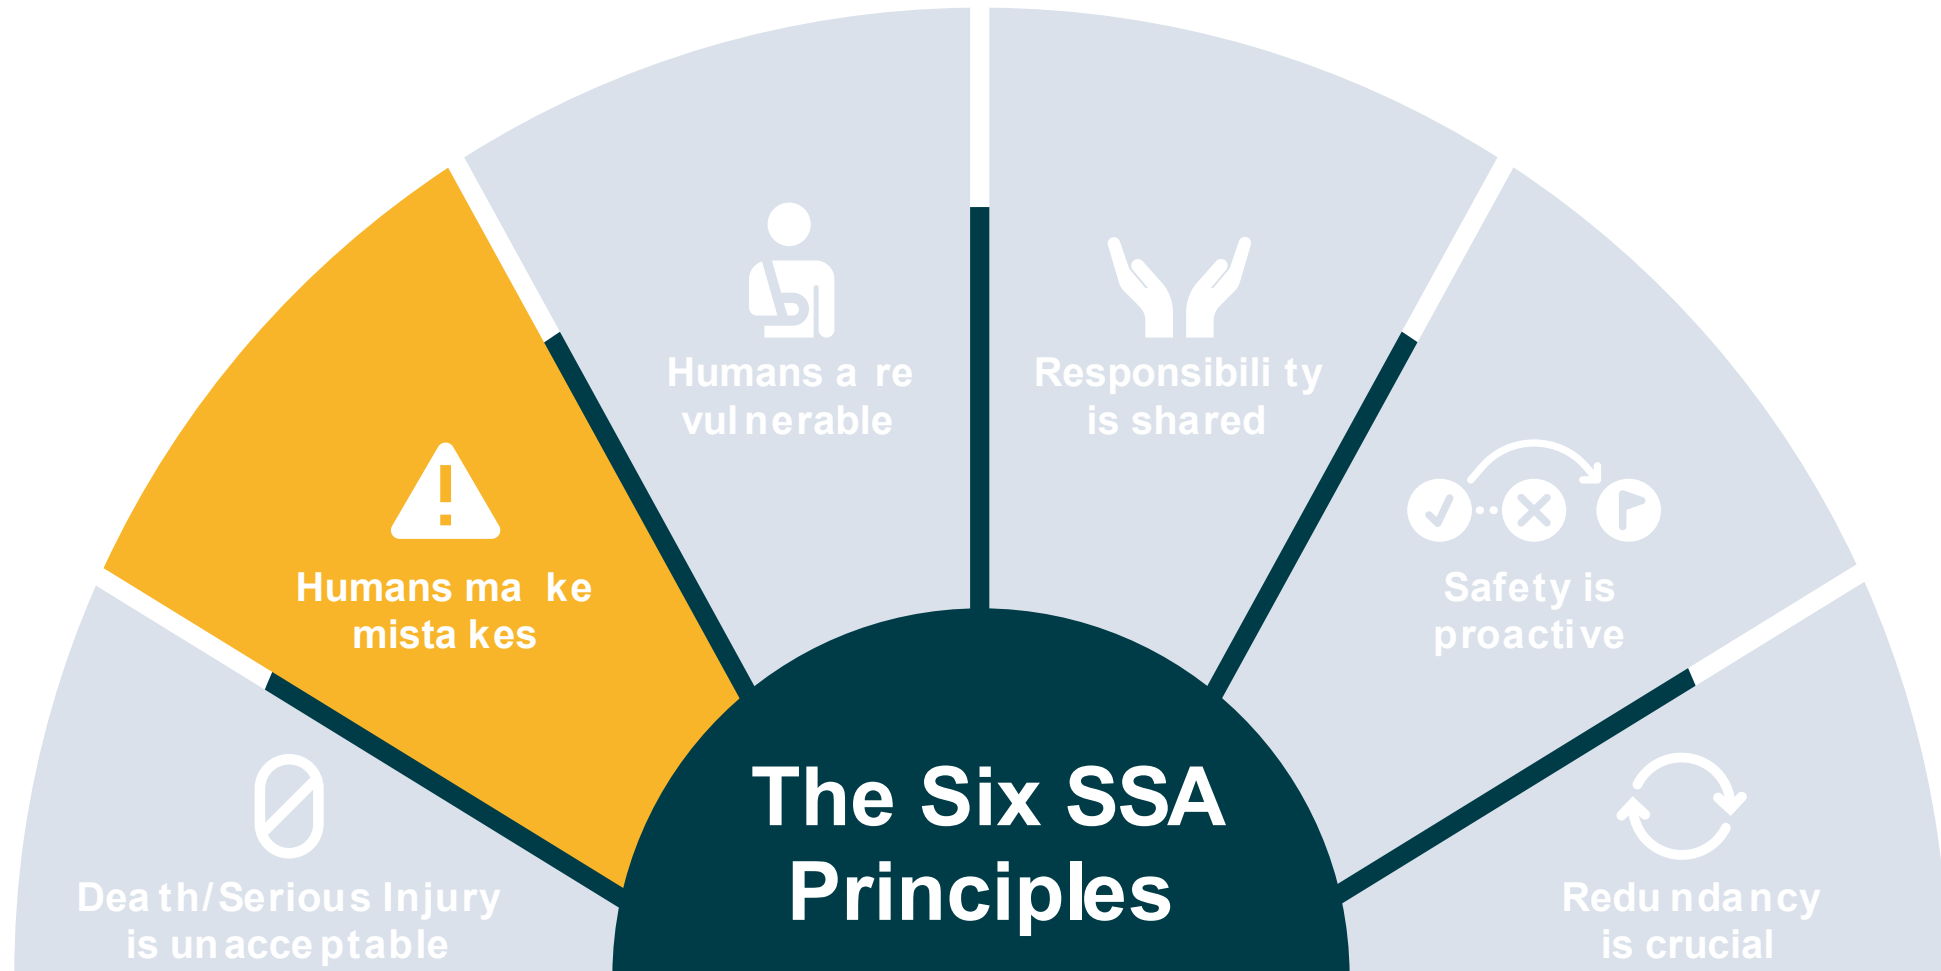 Humans are
vulnerable
Responsibility
is shared
Humans make
mistakes
Safety is
proactive
Death/Serious Injury
is unacceptable
The Six SSA
Principles
Redundancy
is crucial